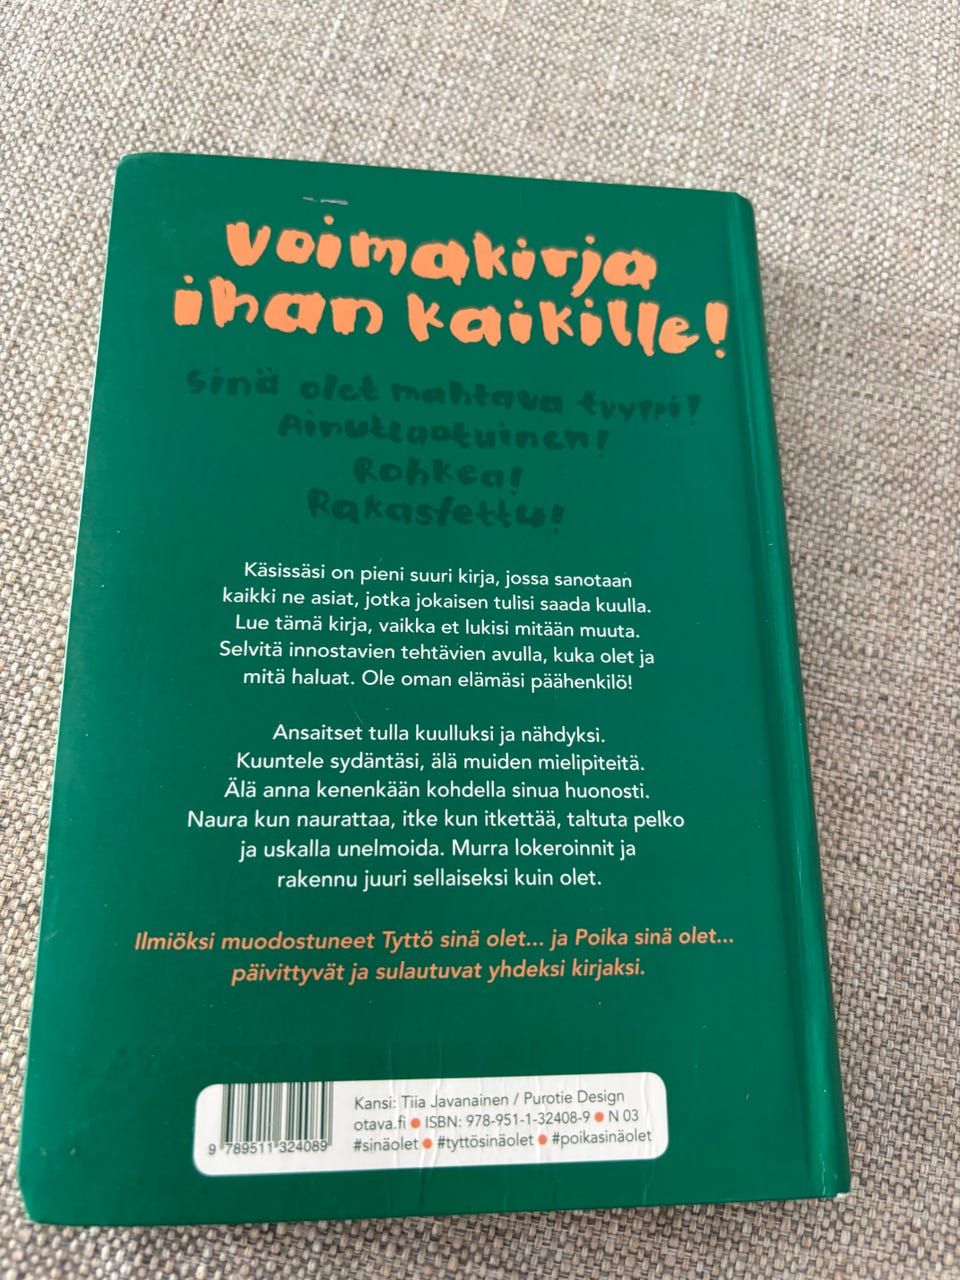 voimakirja
ihan kaikille!
Sinä olet mahtava tyyppi!
Ainutlaatuinen!
Rohkea!
Rakastettu!
Käsissäsi on pieni suuri kirja, jossa sanotaan
kaikki ne asiat, jotka jokaisen tulisi saada kuulla.
Lue tämä kirja, vaikka et lukisi mitään muuta.
Selvitä innostavien tehtävien avulla, kuka olet ja
mitä haluat. Ole oman elämäsi päähenkilö!
Ansaitset tulla kuulluksi ja nähdyksi.
Kuuntele sydäntäsi, älä muiden mielipiteitä.
Älä anna kenenkään kohdella sinua huonosti.
Naura kun naurattaa, itke kun itkettää, taltuta pelko
ja uskalla unelmoida. Murra lokeroinnit ja
rakennu juuri sellaiseksi kuin olet.
Ilmiöksi muodostuneet Tyttö sinä olet... ja Poika sinä olet...
päivittyvät ja sulautuvat yhdeksi kirjaksi.
Kansi: Tiia Javanainen / Purotie Design
otava.fi • ISBN: 978-951-1-32408-9 • N 03
#sinäolet • #tyttösinäolet • #poikasinäolet
9 789511 324089